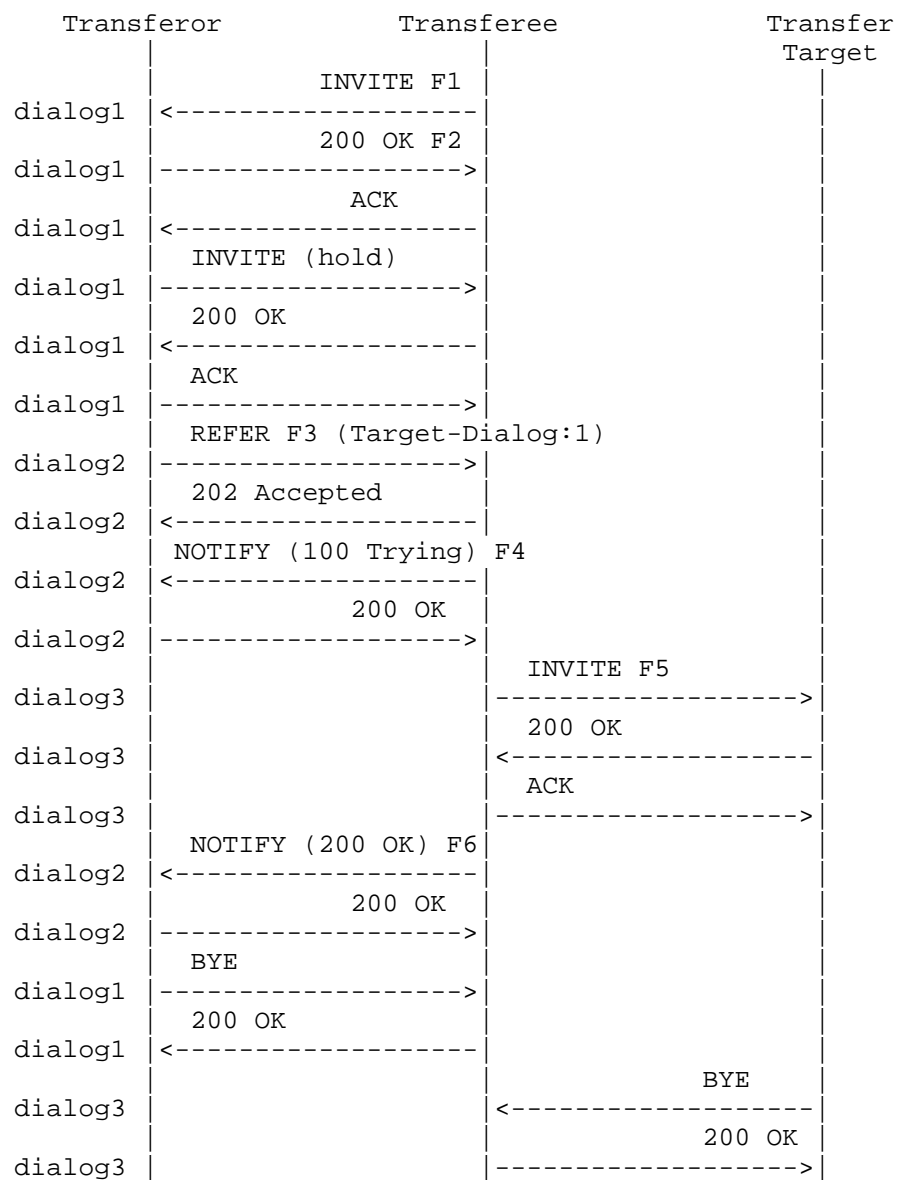 Transferor Transferee Transfer
Target
INVITE F1
dialog1 <-------------------
200 OK F2
dialog1 ------------------->
ACK
dialog1 <-------------------
INVITE (hold)
dialog1 ------------------->
200 OK
dialog1 <-------------------
ACK
dialog1 ------------------->
REFER F3 (Target-Dialog:1)
dialog2 ------------------->
202 Accepted
dialog2 <-------------------
NOTIFY (100 Trying) F4
dialog2 <-------------------
200 OK
dialog2 ------------------->
INVITE F5
dialog3 ------------------->
200 OK
dialog3 <-------------------
ACK
dialog3 ------------------->
NOTIFY (200 OK) F6
dialog2 <-------------------
200 OK
dialog2 ------------------->
BYE
dialog1 ------------------->
200 OK
dialog1 <-------------------
BYE
dialog3 <-------------------
200 OK
dialog3 ------------------->